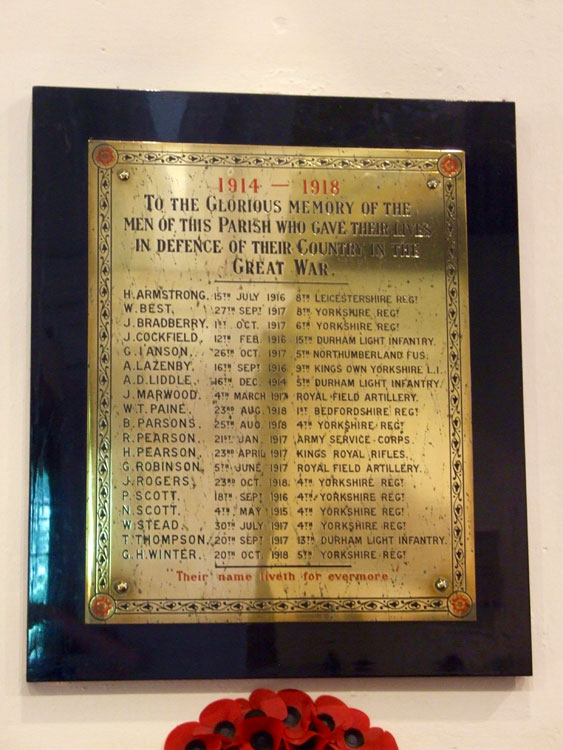 1914 — 1918
TO THE GLORIOUS MEMORY OF THE
MEN OF THIS PARISH WHO GAVE THEIR LIVES
IN DEFENCE OF THEIR COUNTRY IN THE
GREAT WAR.
H. ARMSTRONG. 15TH JULY 1916 8TH LEICESTERSHIRE REGT
W. BEST, 27TH SEPT 1917 8TH YORKSHIRE REGT
J. BRADBERRY. 1ST OCT. 1917 6TH YORKSHIRE REGT
J. COCKFIELD, 12TH FEB. 1916 15TH DURHAM LIGHT INFANTRY.
G. I'ANSON, 26TH OCT. 1917 5TH NORTHUMBERLAND FUS.
A. LAZENBY. 16TH SEPT 1916 9TH KINGS OWN YORKSHIRE L.I.
A. D. LIDDLE, 16TH DEC. 1914 5TH DURHAM LIGHT INFANTRY.
J. MARWOOD, 4TH MARCH 1917 ROYAL FIELD ARTILLERY.
W. T. PAINE, 23RD AUG. 1918 1ST BEDFORDSHIRE REGT
B. PARSONS, 25TH AUG 1918 4TH YORKSHIRE REGT
R. PEARSON, 21ST JAN. 1917 ARMY SERVICE CORPS.
H. PEARSON, 23RD APRIL 1917 KINGS ROYAL RIFLES.
G. ROBINSON, 5TH JUNE 1917 ROYAL FIELD ARTILLERY.
J. ROGERS, 23RD OCT. 1918. 4TH YORKSHIRE REGT
P. SCOTT, 18TH SEPT 1916 4TH YORKSHIRE REGT
N. SCOTT, 4TH MAY 1915 4TH YORKSHIRE REGT
W. STEAD, 30TH JULY 1917 4TH YORKSHIRE REGT
T. THOMPSON, 20TH SEPT 1917 13TH DURHAM LIGHT INFANTRY.
G. H. WINTER, 20TH OCT. 1918 5TH YORKSHIRE REGT
"Their name liveth for evermore."